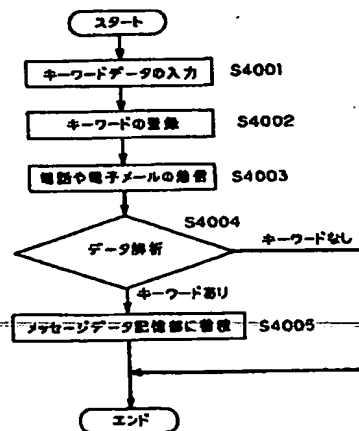 スタート
キーワードデータの入力 S4001
キーワードの登録 S4002
電話や電子メールの着信 S4003
S4004
データ解析
キーワードなし
キーワードあり
メッセージデータ記憶部に蓄積 S4005
エンド